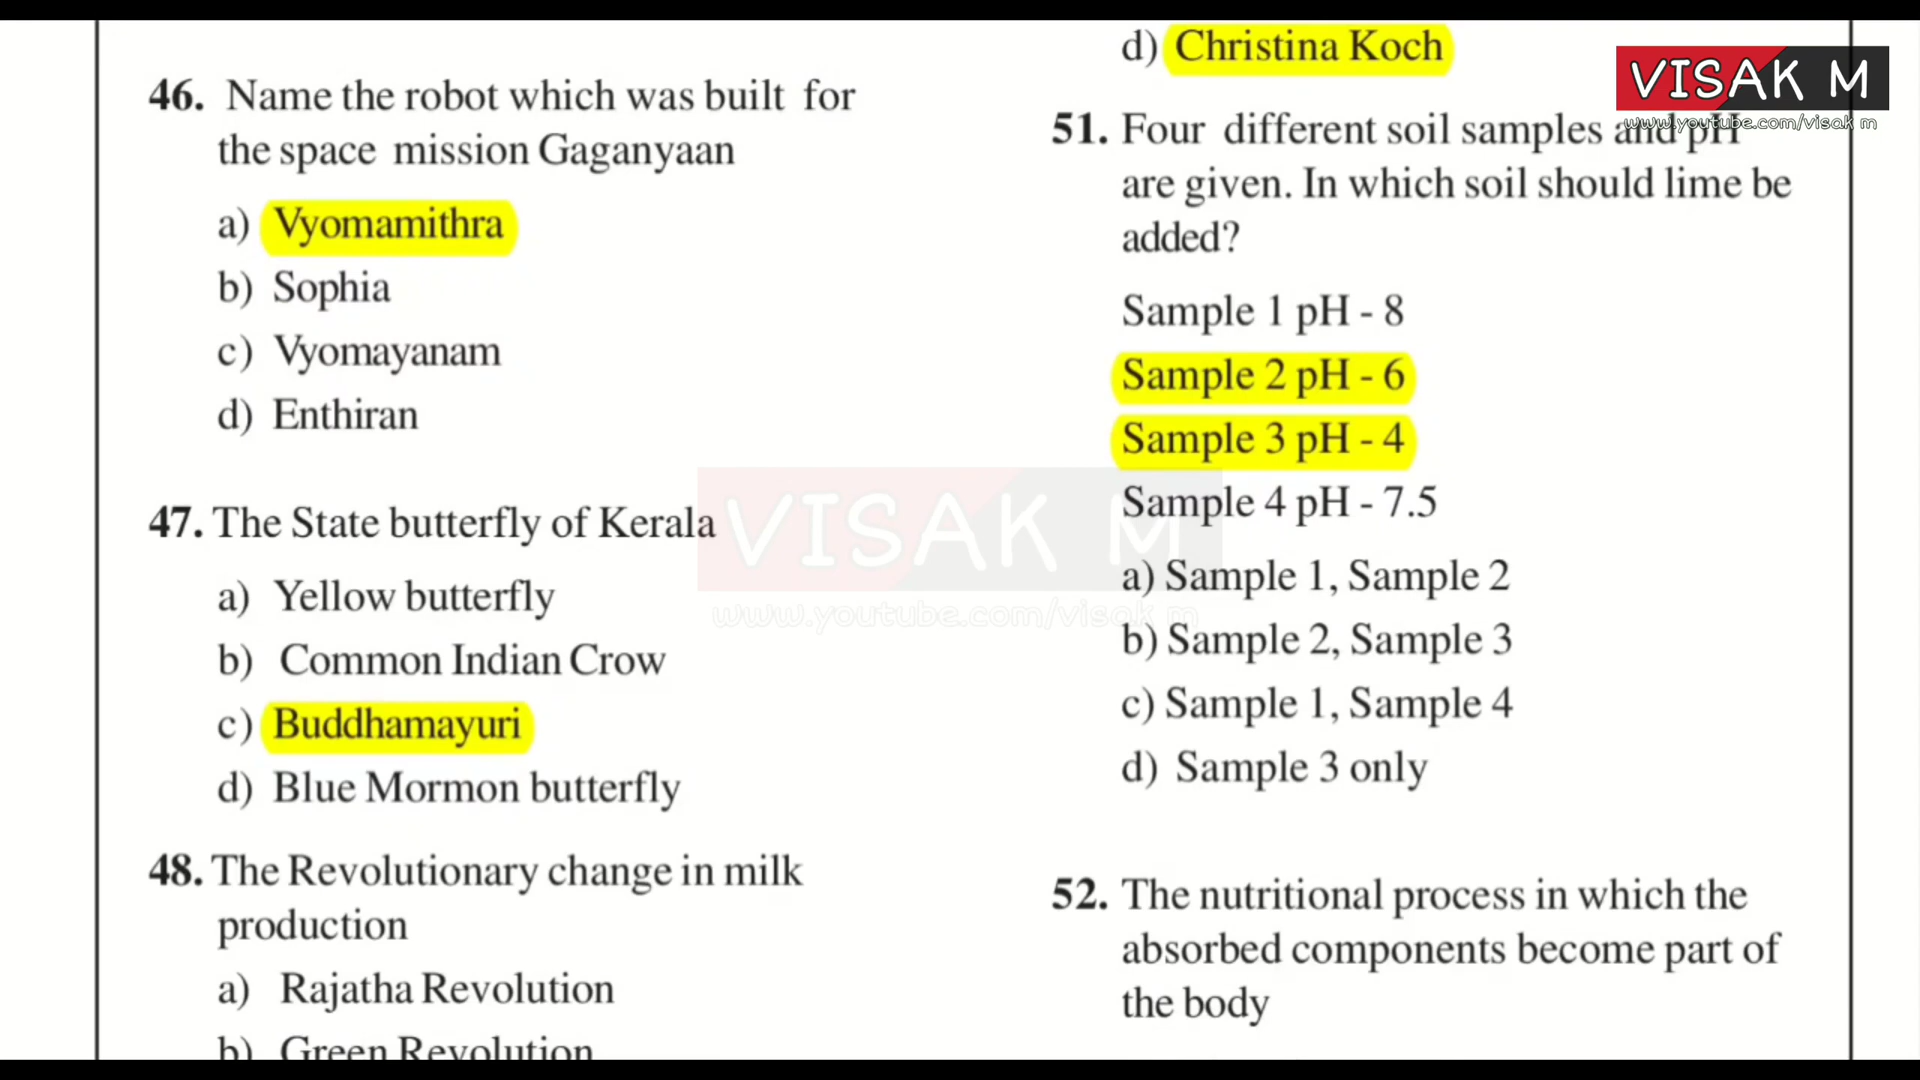 46. Name the robot which was built for
the space mission Gaganyaan
a) Vyomamithra
b) Sophia
c) Vyomayanam
d) Enthiran
47. The State butterfly of Kerala
a) Yellow butterfly
b) Common Indian Crow
c) Buddhamayuri
d) Blue Mormon butterfly
48. The Revolutionary change in milk
production
a) Rajatha Revolution
b) Green Revolution
d) Christina Koch
51. Four different soil samples and pH
are given. In which soil should lime be
added?
Sample 1 pH - 8
Sample 2 pH - 6
Sample 3 pH - 4
Sample 4 pH - 7.5
a) Sample 1, Sample 2
b) Sample 2, Sample 3
c) Sample 1, Sample 4
d) Sample 3 only
52. The nutritional process in which the
absorbed components become part of
the body
VISAK M
www.youtube.com/visak m
VISAK M
www.youtube.com/visak m